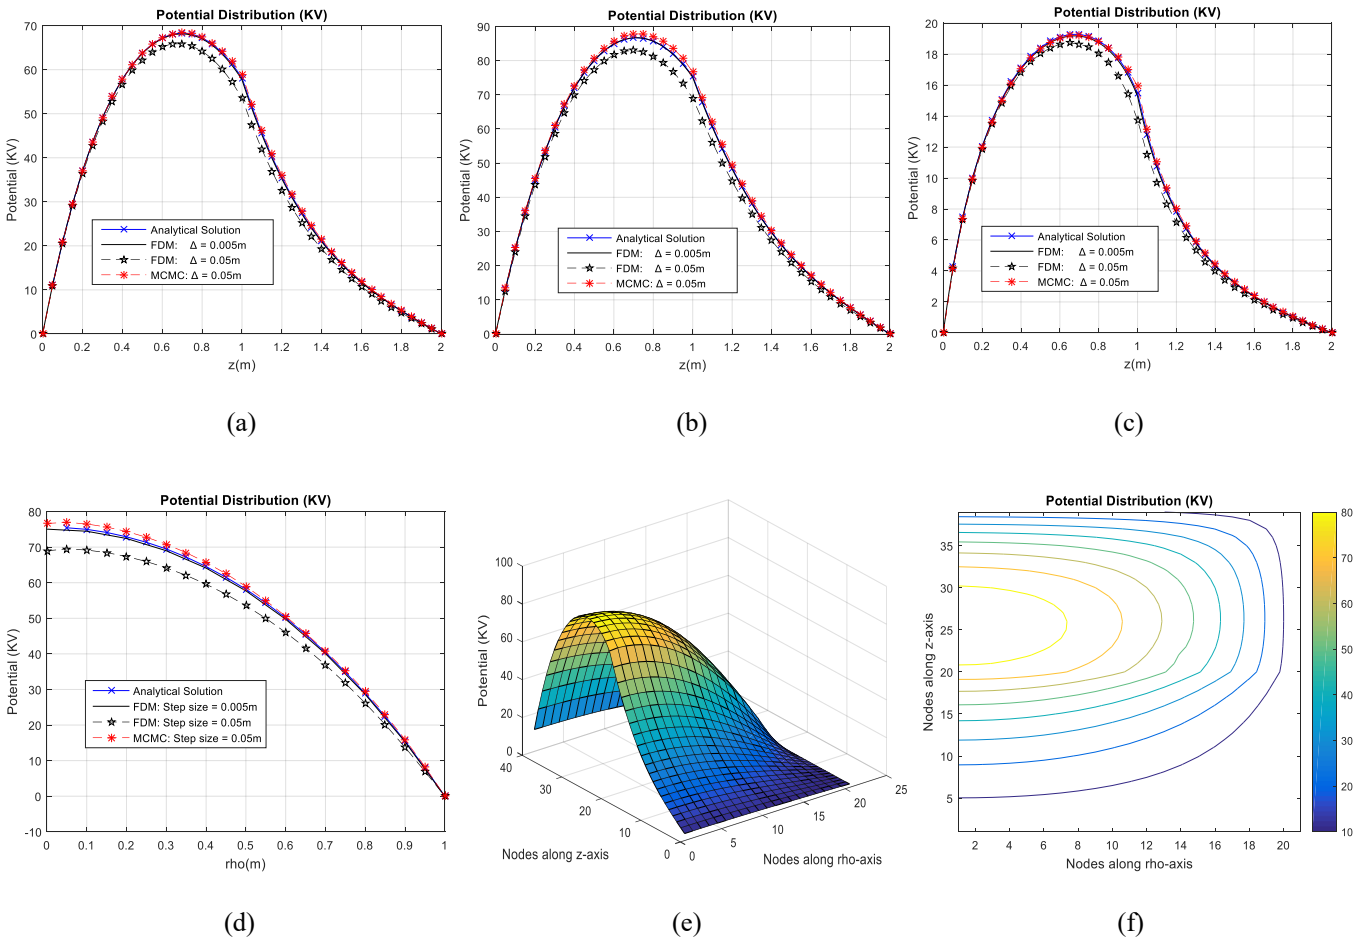 Potential Distribution (KV)
Potential (KV)
70
60
50
40
30
20
10
0
Analytical Solution
FDM: Δ = 0.005m
FDM: Δ = 0.05m
MCMC: Δ = 0.05m
0 0.2 0.4 0.6 0.8 1 1.2 1.4 1.6 1.8 2
z(m)
(a)
Potential Distribution (KV)
Potential (KV)
90
80
70
60
50
40
30
20
10
0
Analytical Solution
FDM: Δ = 0.005m
FDM: Δ = 0.05m
MCMC: Δ = 0.05m
0 0.2 0.4 0.6 0.8 1 1.2 1.4 1.6 1.8 2
z(m)
(b)
Potential Distribution (KV)
Potential (KV)
20
18
16
14
12
10
8
6
4
2
0
Analytical Solution
FDM: Δ = 0.005m
FDM: Δ = 0.05m
MCMC: Δ = 0.05m
0 0.2 0.4 0.6 0.8 1 1.2 1.4 1.6 1.8 2
z(m)
(c)
Potential Distribution (KV)
Potential (KV)
80
70
60
50
40
30
20
10
0
-10
Analytical Solution
FDM: Step size = 0.005m
FDM: Step size = 0.05m
MCMC: Step size = 0.05m
0 0.1 0.2 0.3 0.4 0.5 0.6 0.7 0.8 0.9 1
rho(m)
(d)
Potential (KV)
100
80
60
40
20
0
40
30
20
10
0
0
5
10
15
20
25
Nodes along z-axis
Nodes along rho-axis
(e)
Potential Distribution (KV)
Nodes along z-axis
35
30
25
20
15
10
5
2 4 6 8 10 12 14 16 18 20
Nodes along rho-axis
80
70
60
50
40
30
20
10
(f)